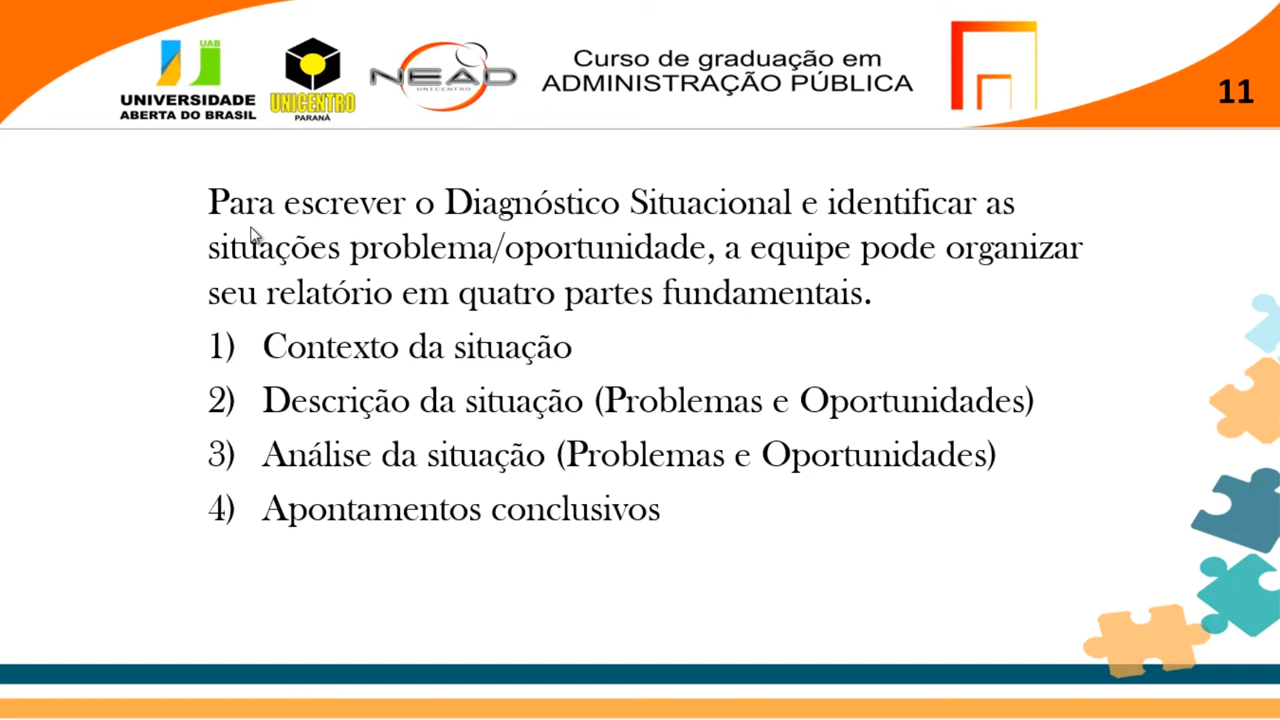 UAB
UNIVERSIDADE
ABERTA DO BRASIL
UNICENTRO
PARANÁ
NEAD
UNICENTRO
Curso de graduação em
ADMINISTRAÇÃO PÚBLICA
11
Para escrever o Diagnóstico Situacional e identificar as
situações problema/oportunidade, a equipe pode organizar
seu relatório em quatro partes fundamentais.
1) Contexto da situação
2) Descrição da situação (Problemas e Oportunidades)
3) Análise da situação (Problemas e Oportunidades)
4) Apontamentos conclusivos